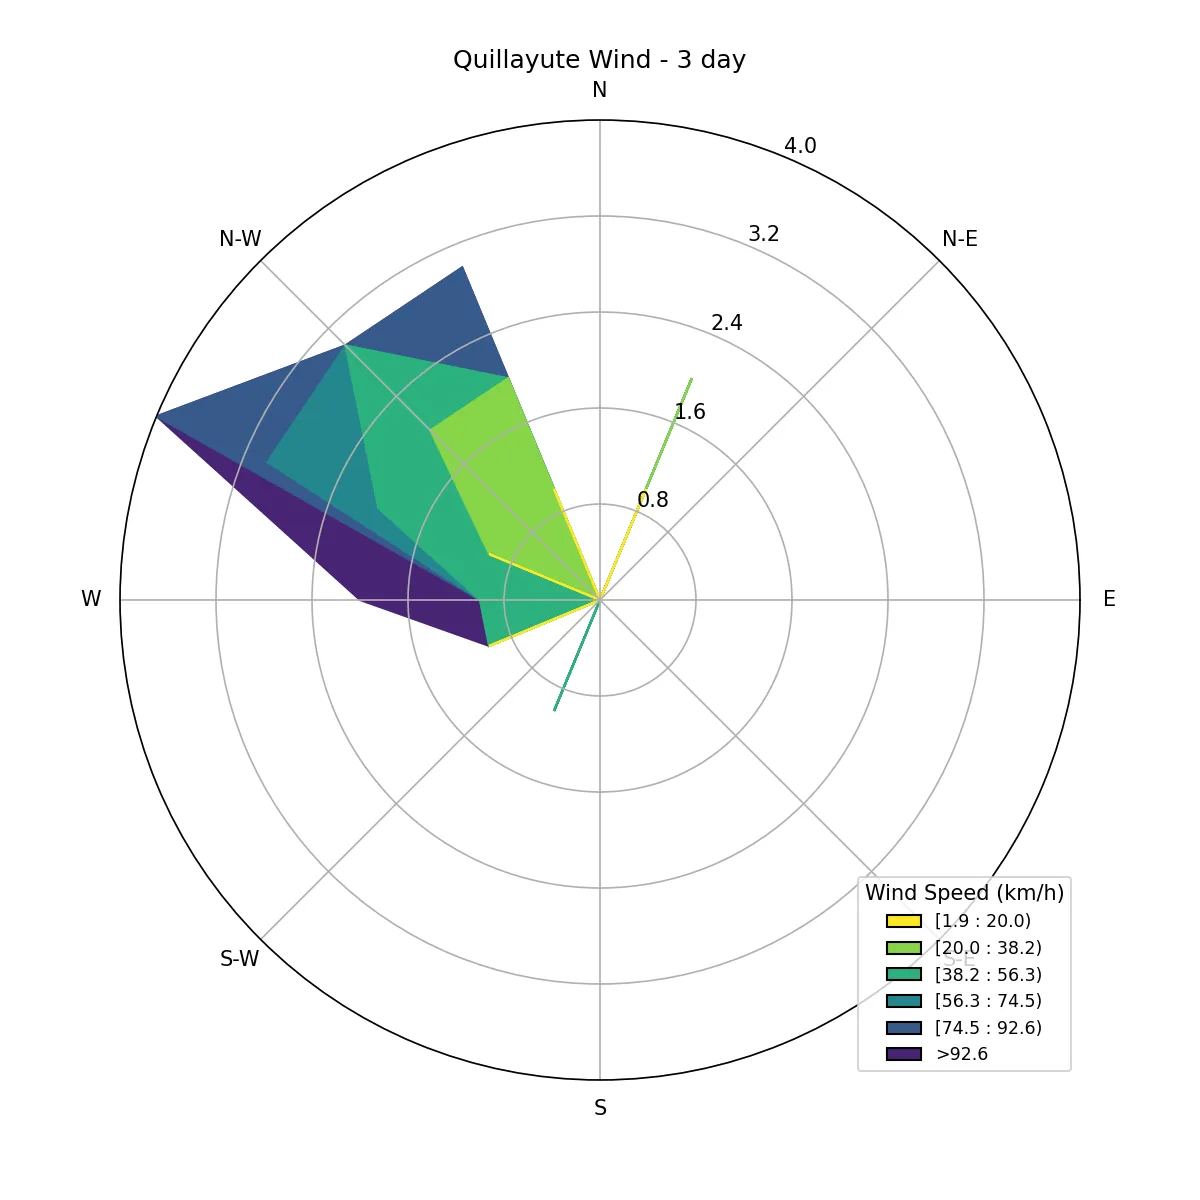 Quillayute Wind - 3 day
N
4.0
3.2
N-W
N-E
2.4
1.6
0.8
W
E
Wind Speed (km/h)
[1.9 : 20.0)
[20.0 : 38.2)
S-W
S-E
[38.2 : 56.3)
[56.3 : 74.5)
[74.5 : 92.6)
>92.6
S